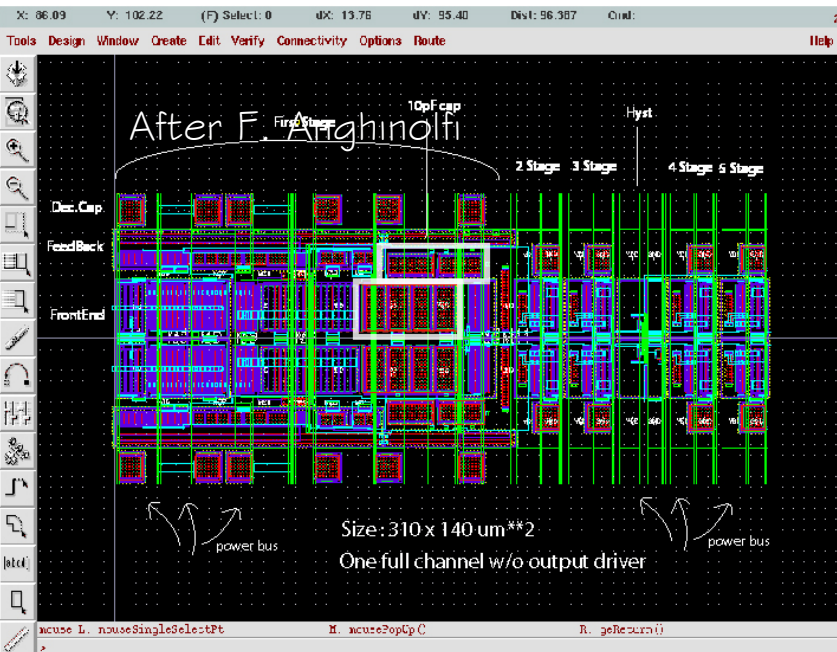 X: 86.09 Y: 102.22 (F) Select: 0 dX: 13.76 dY: 95.40 Dist: 96.387 Cmd: 2
Tools Design Window Create Edit Verify Connectivity Options Route Help
10pF cap
After F. Anghinolfi
First Stage
Hyst
2 Stage 3 Stage 4 Stage 5 Stage
Dec.Cap
FeedBack
FrontEnd
Size: 310 x 140 um**2
power bus
power bus
One full channel w/o output driver
[abcd]
mouse L: mouseSingleSelectPt M: mousePopUp() R: geReturn()
>